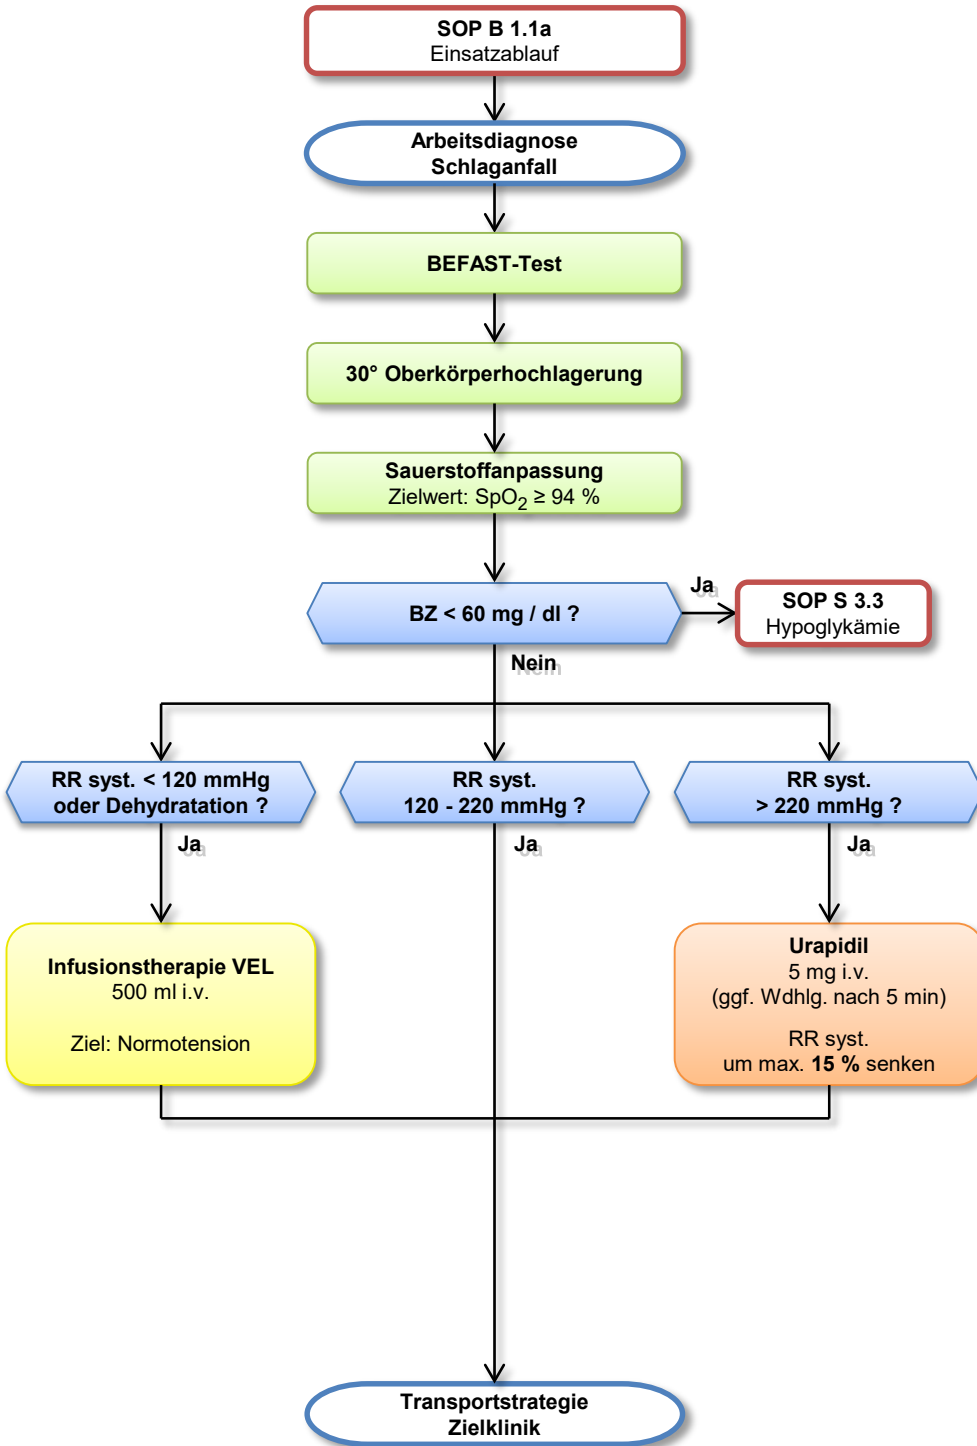 SOP B 1.1a
Einsatzablauf
Arbeitsdiagnose
Schlaganfall
BEFAST-Test
30° Oberkörperhochlagerung
Sauerstoffanpassung
Zielwert: SpO2 ≥ 94 %
BZ < 60 mg / dl ?
Ja
SOP S 3.3
Hypoglykämie
Nein
RR syst. < 120 mmHg
oder Dehydratation ?
RR syst.
120 - 220 mmHg ?
RR syst.
> 220 mmHg ?
Ja
Ja
Ja
Infusionstherapie VEL
500 ml i.v.
Ziel: Normotension
Urapidil
5 mg i.v.
(ggf. Wdhlg. nach 5 min)
RR syst.
um max. 15 % senken
Transportstrategie
Zielklinik